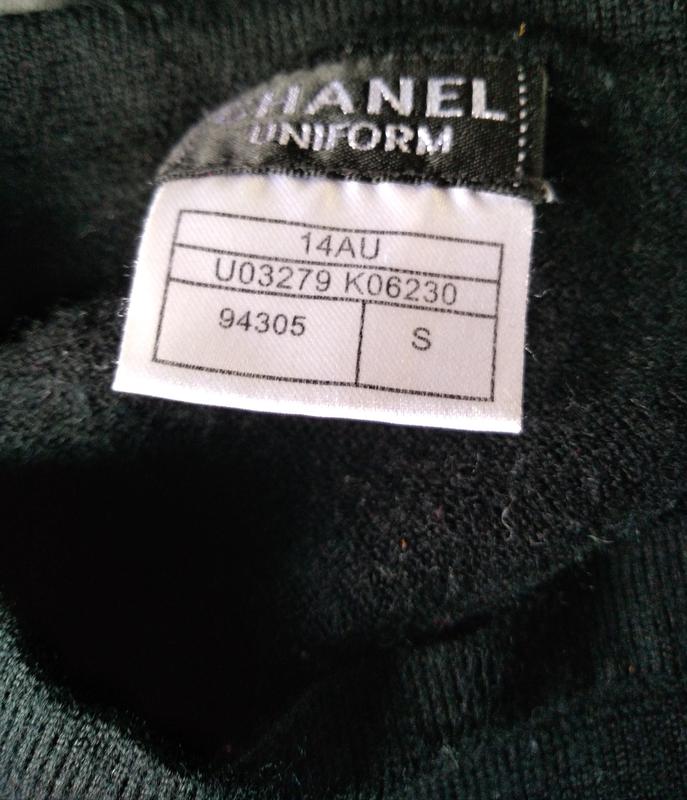 CHANEL
UNIFORM
14AU
U03279 K06230
94305 S